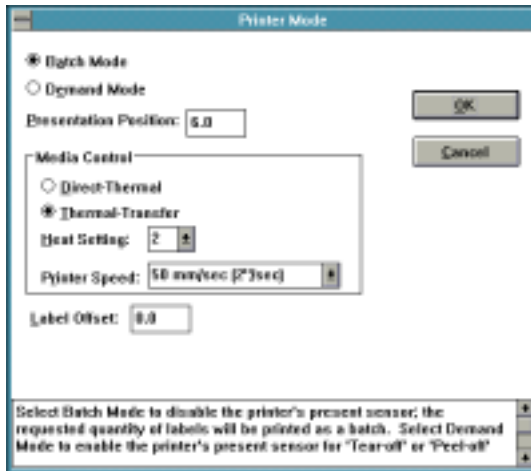 Printer Mode
Batch Mode
Demand Mode
Presentation Position: 6.0
OK
Cancel
Media Control
Direct-Thermal
Thermal-Transfer
Heat Setting: 2
Printer Speed: 50 mm/sec (2"/sec)
Label Offset: 0.0
Select Batch Mode to disable the printer's present sensor; the
requested quantity of labels will be printed as a batch. Select Demand
Mode to enable the printer's present sensor for 'Tear-off' or 'Peel-off'